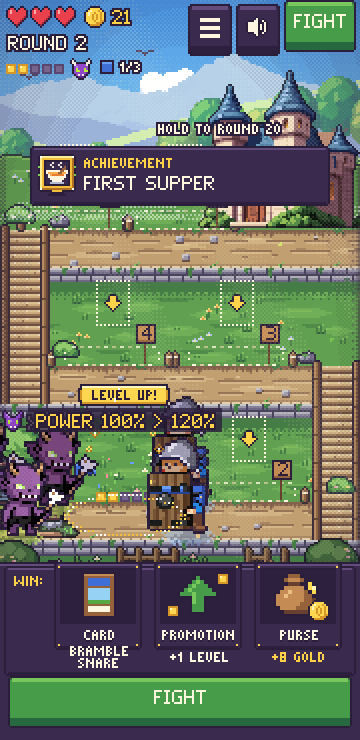 21
FIGHT
ROUND 2
1/3
HOLD TO ROUND 20
ACHIEVEMENT
FIRST SUPPER
4
3
LEVEL UP!
POWER 100% > 120%
2
WIN:
CARD
BRAMBLE
SNARE
PROMOTION
+1 LEVEL
PURSE
+8 GOLD
FIGHT